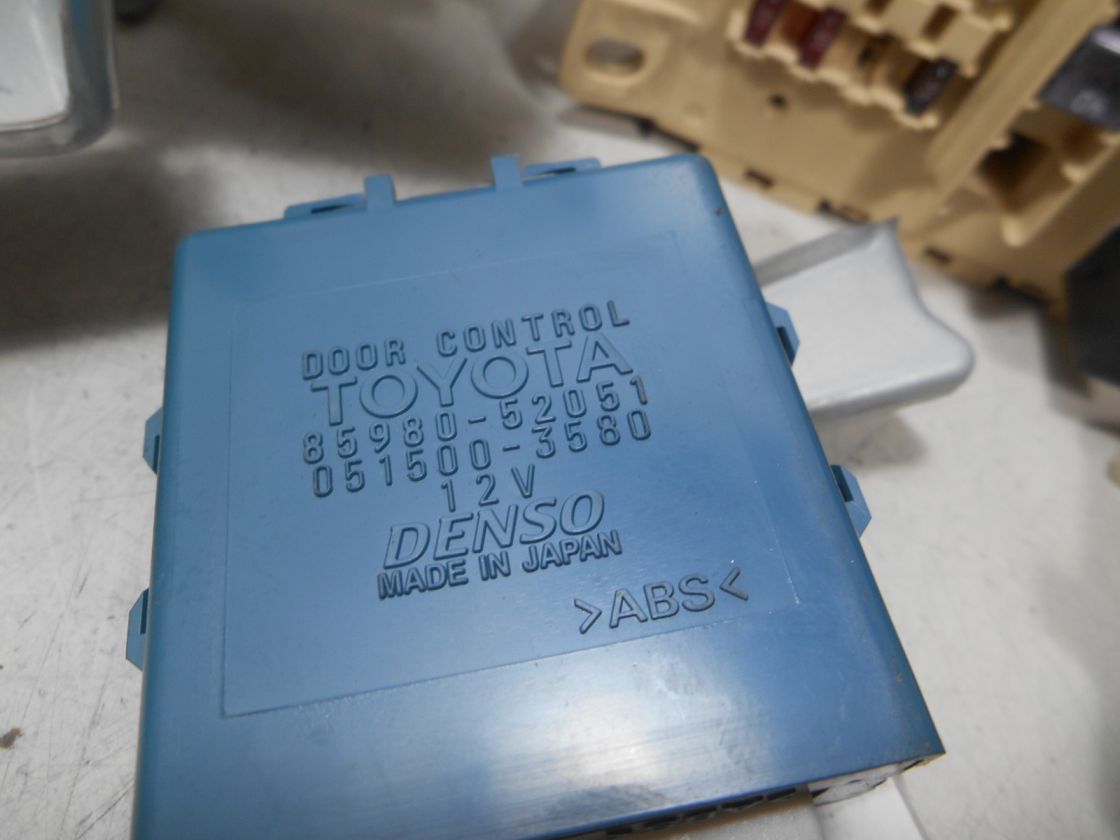 DOOR CONTROL
TOYOTA
85980-52051
051500-3580
12V
DENSO
MADE IN JAPAN
>ABS<